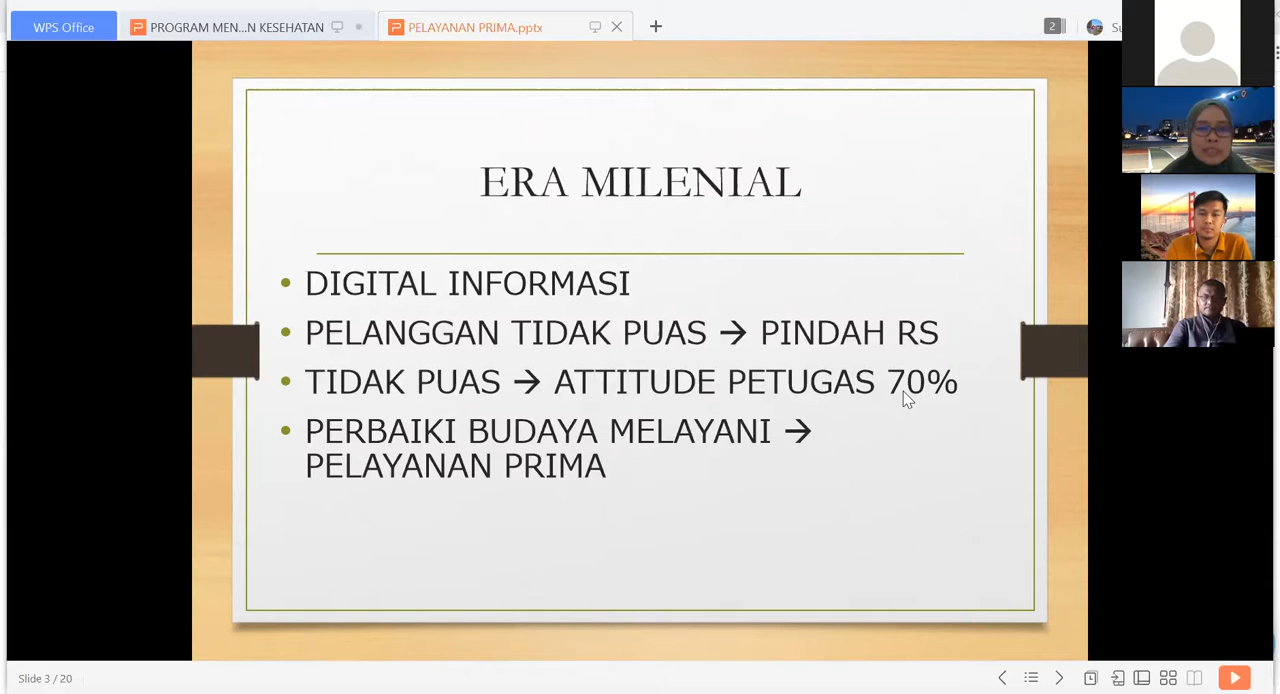 WPS Office
PROGRAM MEN...N KESEHATAN
PELAYANAN PRIMA.pptx
2
ERA MILENIAL
• DIGITAL INFORMASI
• PELANGGAN TIDAK PUAS → PINDAH RS
• TIDAK PUAS → ATTITUDE PETUGAS 70%
• PERBAIKI BUDAYA MELAYANI →
PELAYANAN PRIMA
Slide 3 / 20